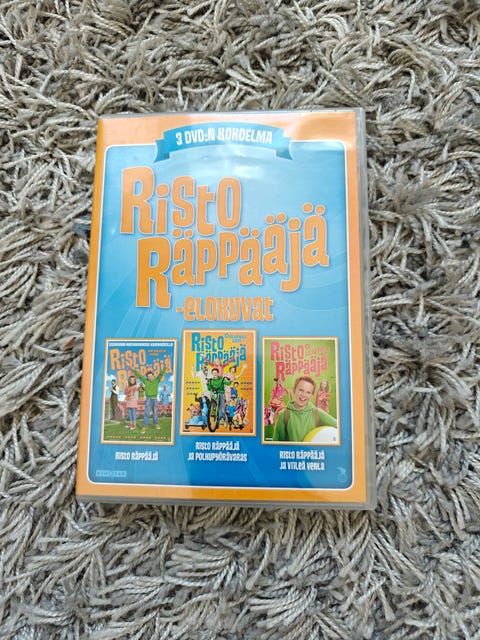 3 DVD:N KOKOELMA
Risto
Räppääjä
-elokuvat
Risto
Räppääjä
Risto
Räppääjä
Risto
Räppääjä
Risto Räppääjä
Risto Räppääjä
ja polkupyörävaras
Risto Räppääjä
ja viileä Venla